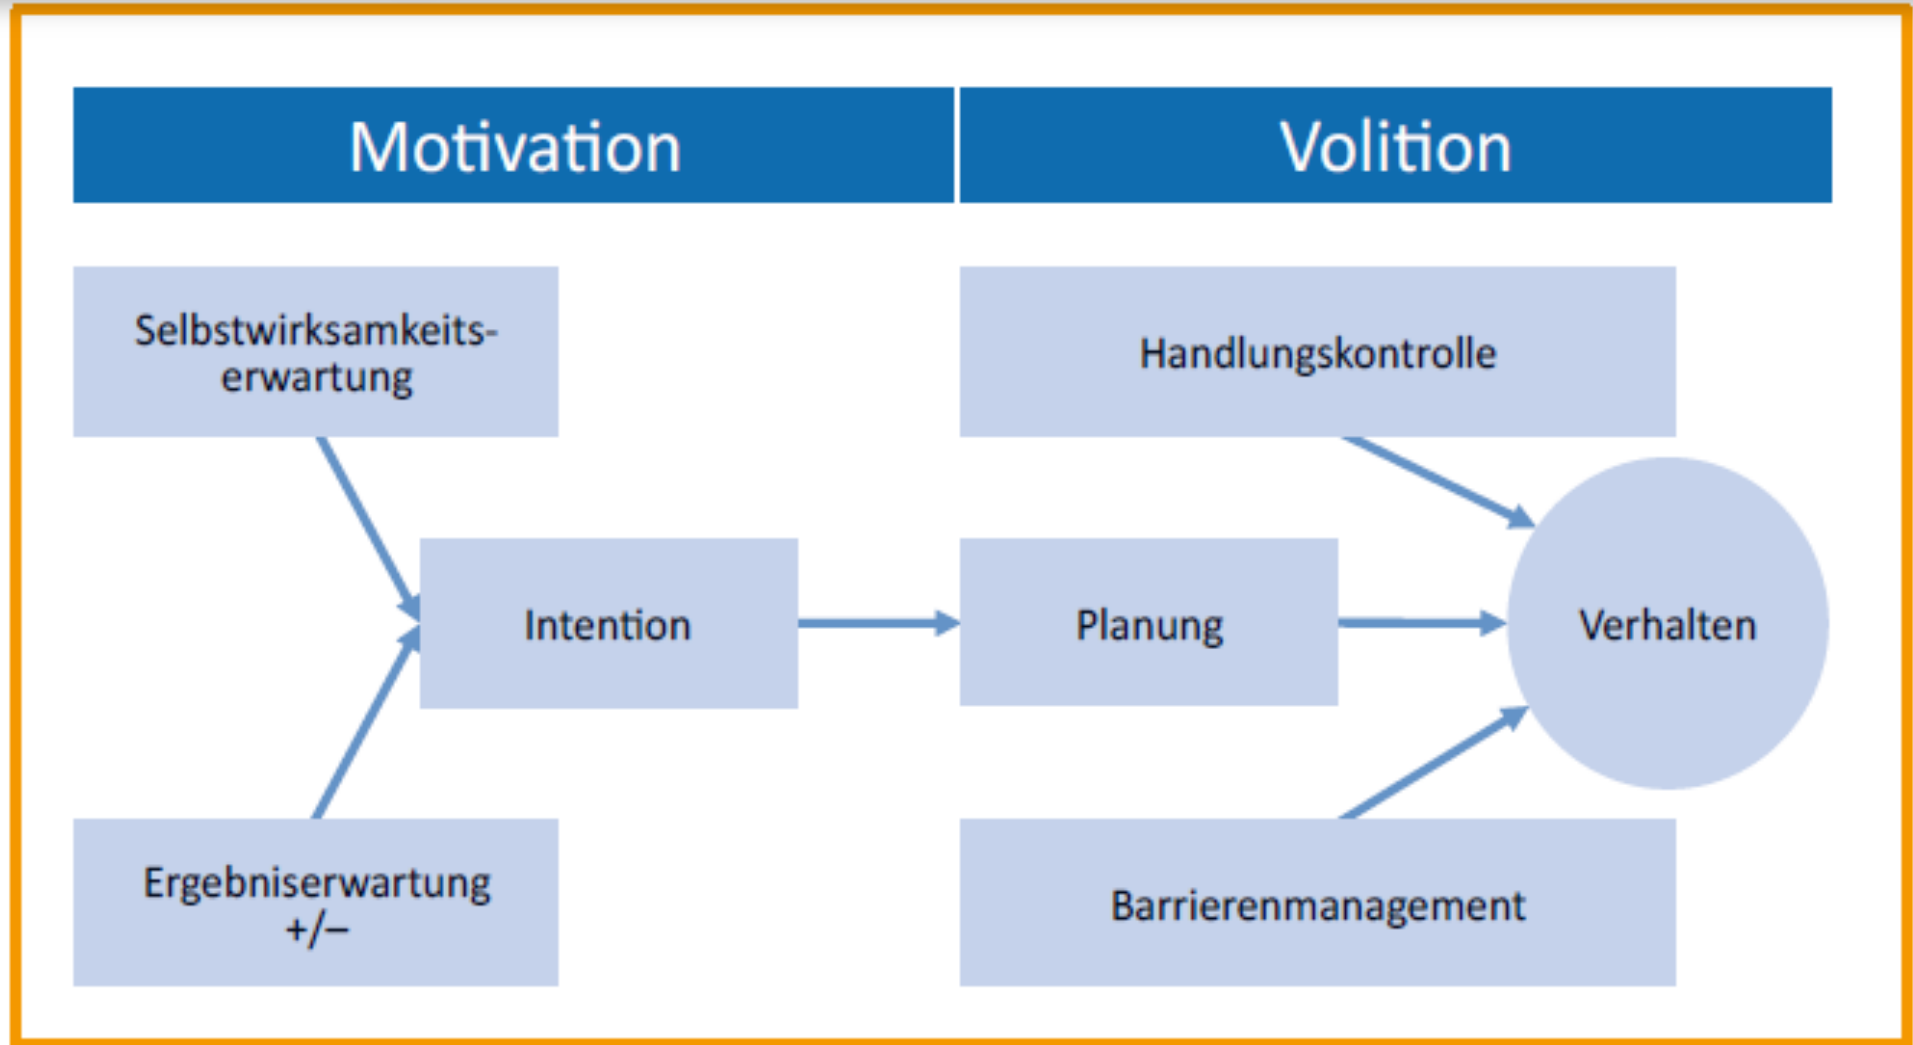 Motivation
Volition
Selbstwirksamkeits-
erwartung
Handlungskontrolle
Intention
Planung
Verhalten
Ergebniserwartung
+/–
Barrierenmanagement